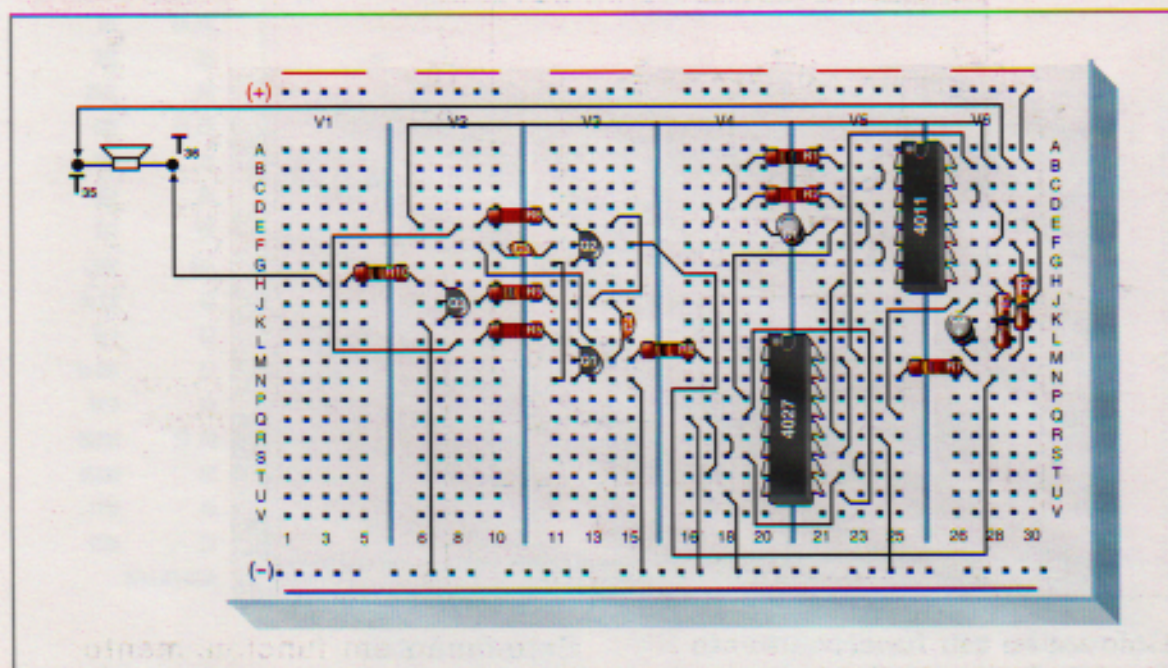 (+)
V1 V2 V3 V4 V5 V6
T36
T35
A A
B B
C C
D D
E E
F F
G G
H H
J J
K K
L L
M M
N N
P P
Q Q
R R
S S
T T
U U
V V
4011
4027
1 3 5 6 8 10 11 13 15 16 18 20 21 23 25 26 28 30
(-)